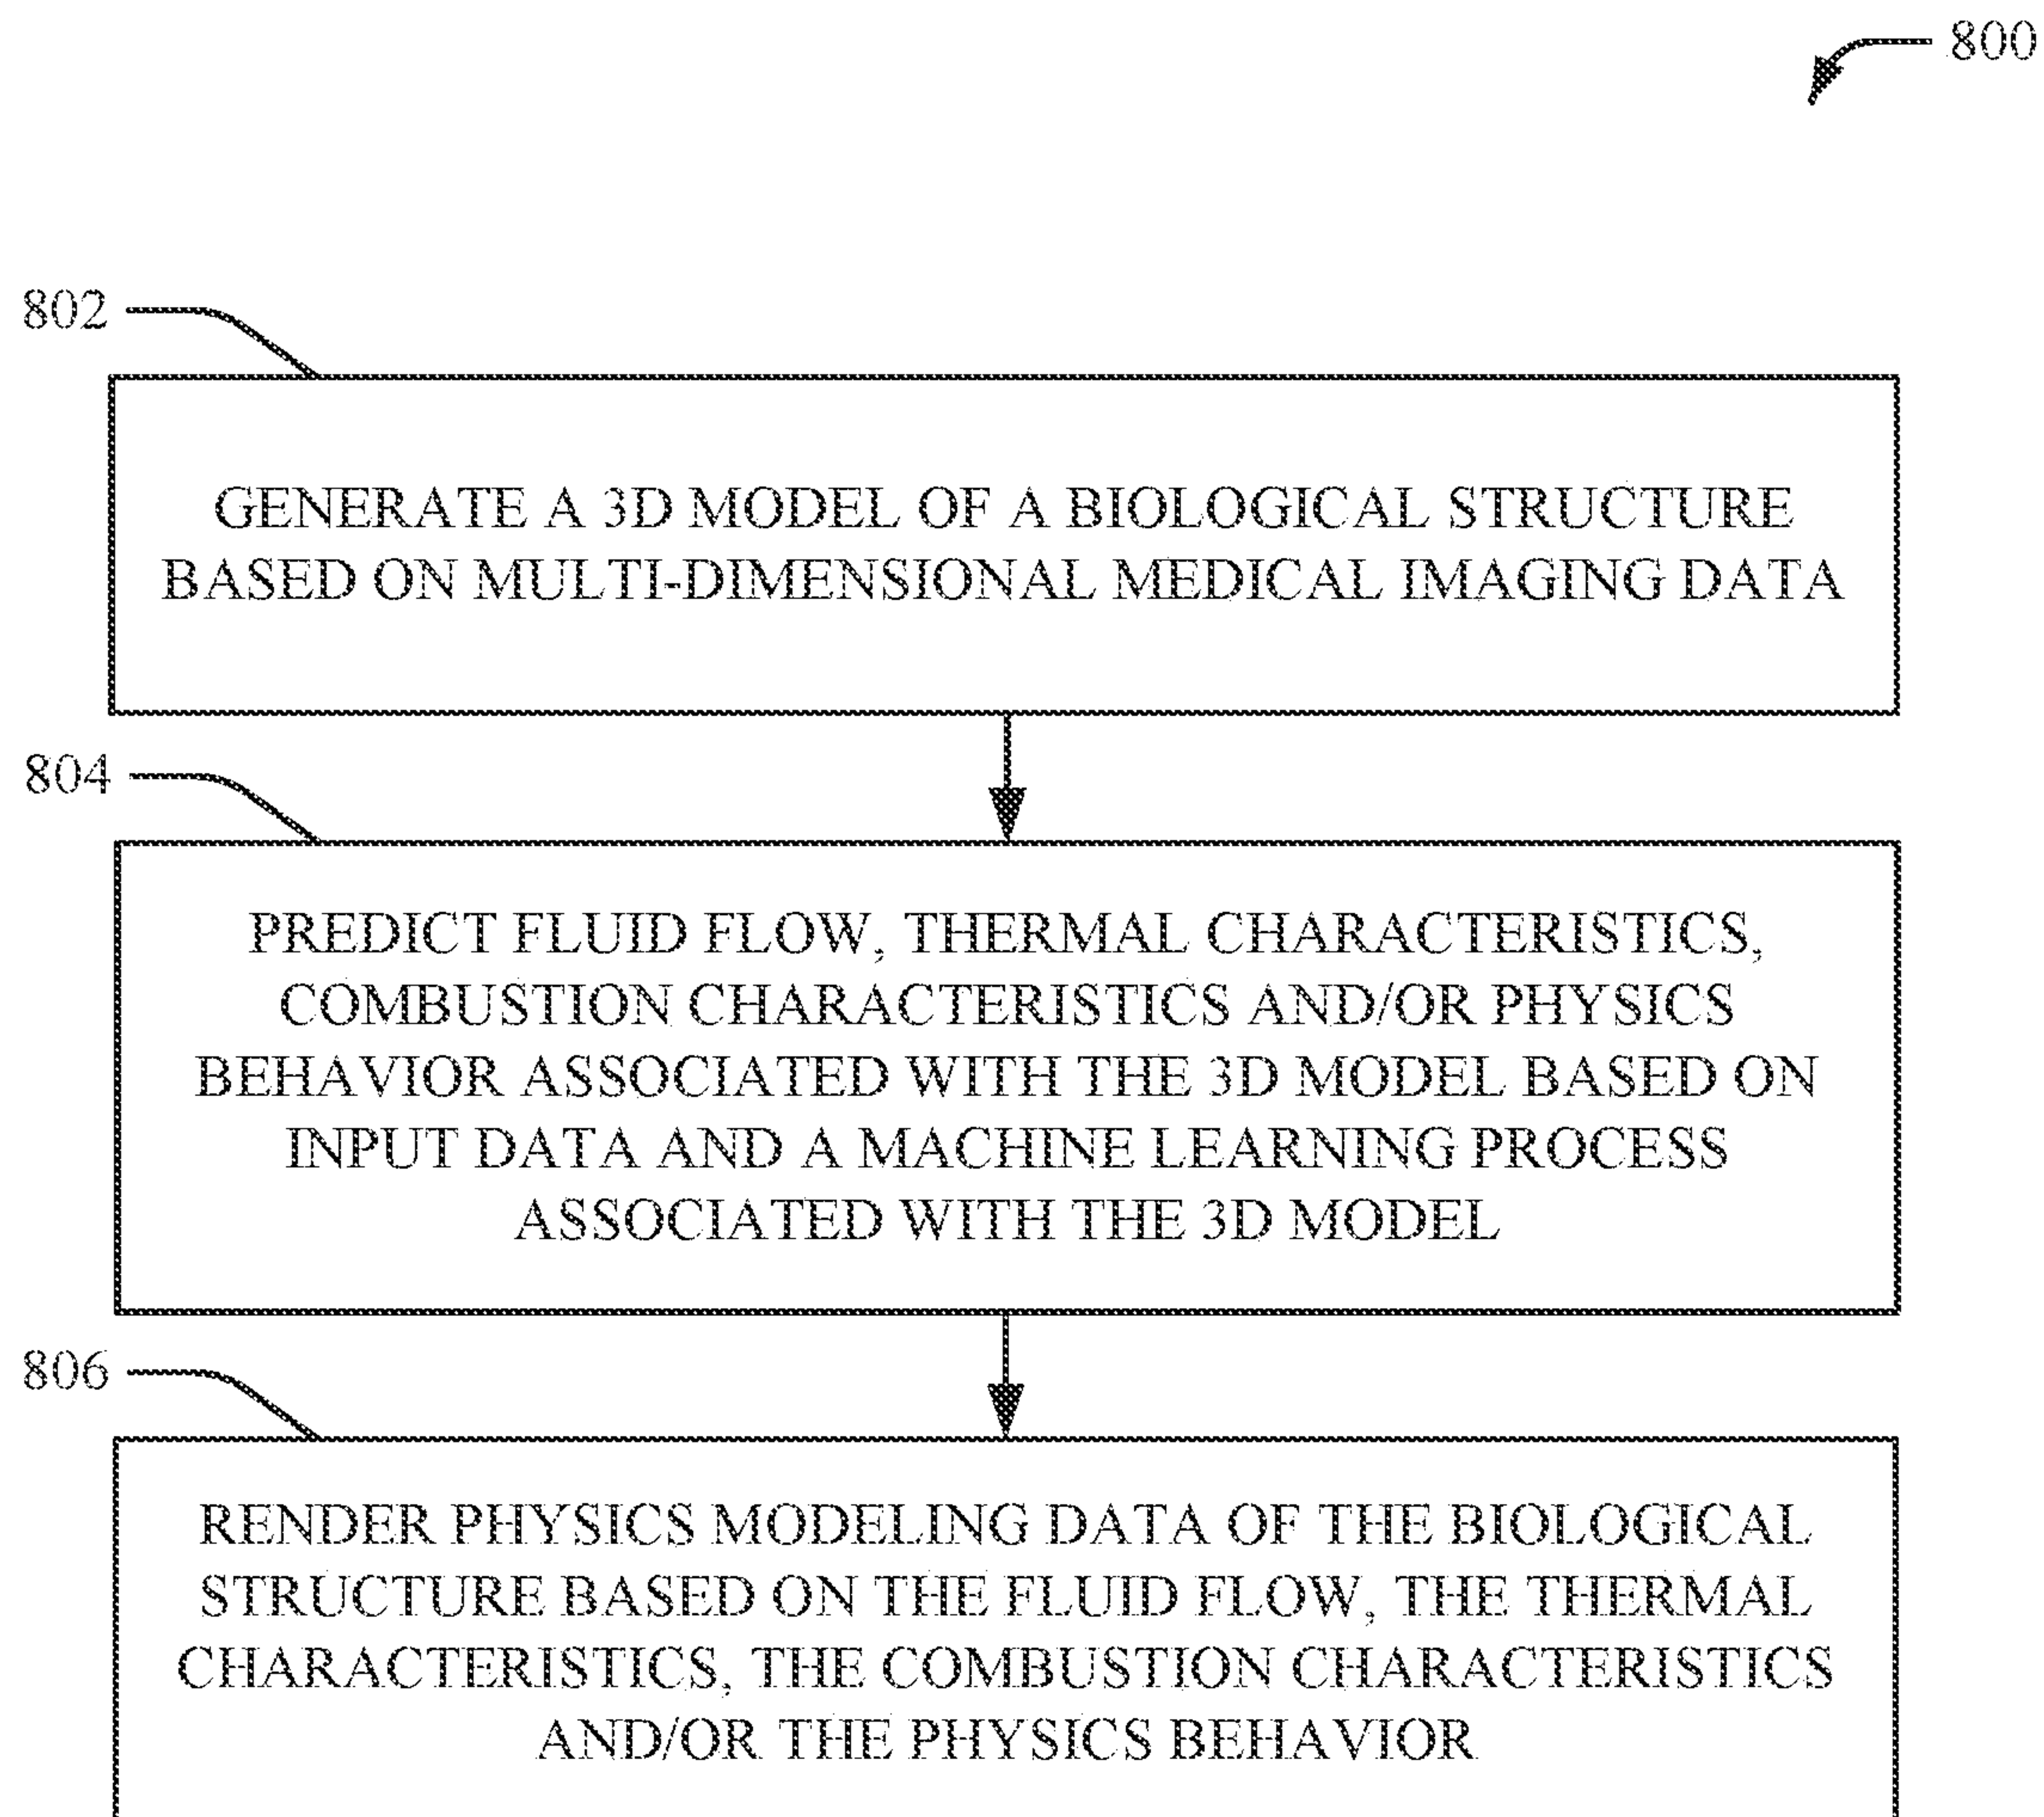 800
802
GENERATE A 3D MODEL OF A BIOLOGICAL STRUCTURE
BASED ON MULTI-DIMENSIONAL MEDICAL IMAGING DATA
804
PREDICT FLUID FLOW, THERMAL CHARACTERISTICS,
COMBUSTION CHARACTERISTICS AND/OR PHYSICS
BEHAVIOR ASSOCIATED WITH THE 3D MODEL BASED ON
INPUT DATA AND A MACHINE LEARNING PROCESS
ASSOCIATED WITH THE 3D MODEL
806
RENDER PHYSICS MODELING DATA OF THE BIOLOGICAL
STRUCTURE BASED ON THE FLUID FLOW, THE THERMAL
CHARACTERISTICS, THE COMBUSTION CHARACTERISTICS
AND/OR THE PHYSICS BEHAVIOR